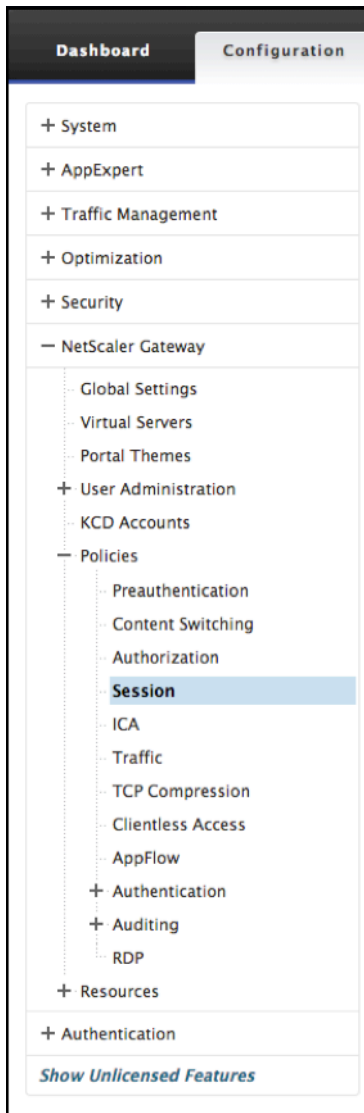 Dashboard Configuration
System
AppExpert
Traffic Management
Optimization
Security
NetScaler Gateway
Global Settings
Virtual Servers
Portal Themes
User Administration
KCD Accounts
Policies
Preauthentication
Content Switching
Authorization
Session
ICA
Traffic
TCP Compression
Clientless Access
AppFlow
Authentication
Auditing
RDP
Resources
Authentication
Show Unlicensed Features